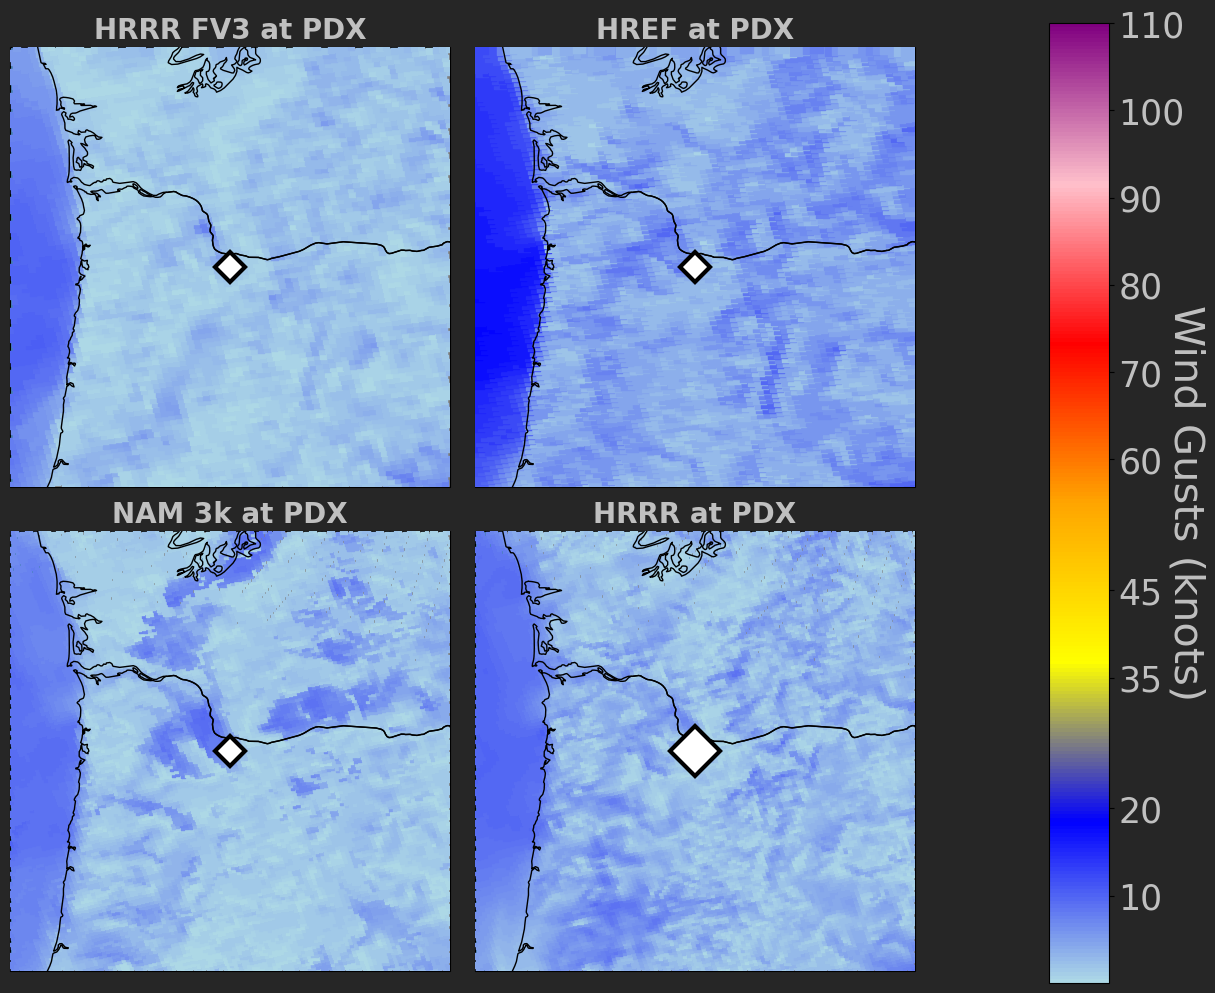 HRRR FV3 at PDX
HREF at PDX
NAM 3k at PDX
HRRR at PDX
110
100
90
80
70
60
45
35
20
10
Wind Gusts (knots)